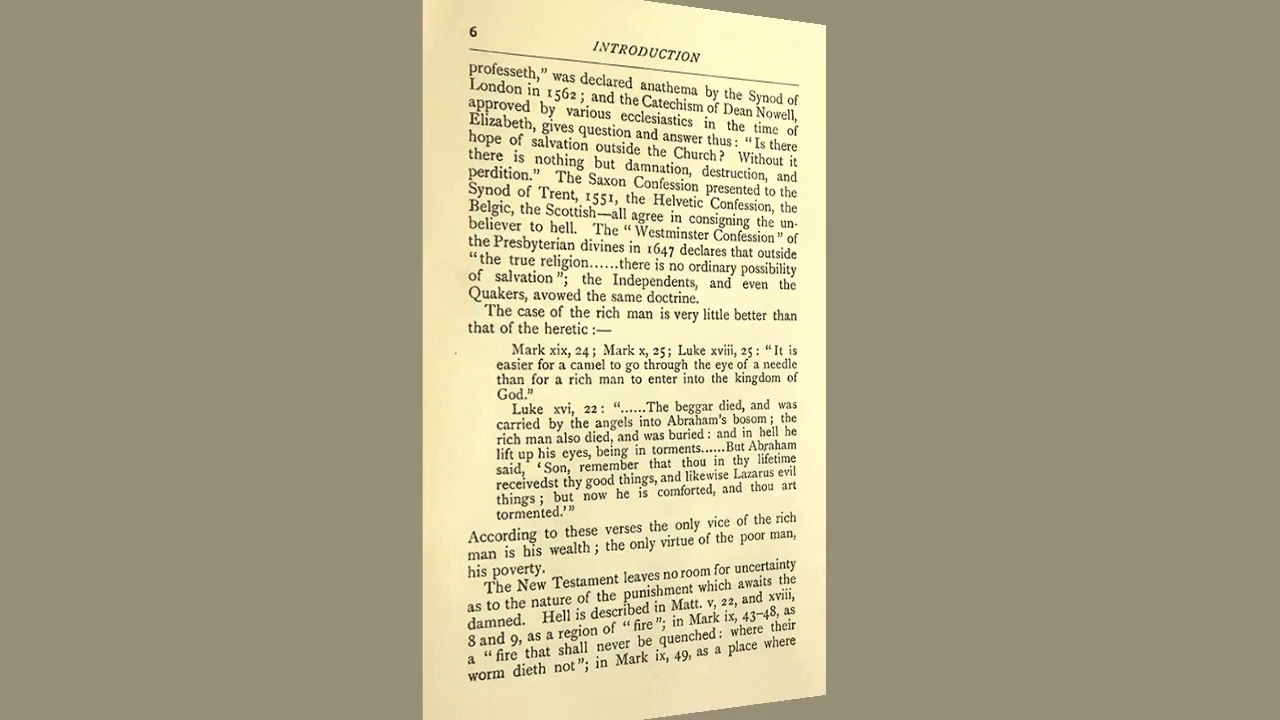 6
INTRODUCTION
professeth,” was declared anathema by the Synod of
London in 1562 ; and the Catechism of Dean Nowell,
approved by various ecclesiastics in the time of
Elizabeth, gives question and answer thus : “ Is there
hope of salvation outside the Church ? Without it
there is nothing but damnation, destruction, and
perdition.” The Saxon Confession presented to the
Synod of Trent, 1551, the Helvetic Confession, the
Belgic, the Scottish—all agree in consigning the un-
believer to hell. The “ Westminster Confession ” of
the Presbyterian divines in 1647 declares that outside
“ the true religion......there is no ordinary possibility
of salvation ” ; the Independents, and even the
Quakers, avowed the same doctrine.
The case of the rich man is very little better than
that of the heretic :—
Mark xix, 24 ; Mark x, 25 ; Luke xviii, 25 : “ It is
easier for a camel to go through the eye of a needle
than for a rich man to enter into the kingdom of
God.”
Luke xvi, 22 : “......The beggar died, and was
carried by the angels into Abraham’s bosom ; the
rich man also died, and was buried : and in hell he
lift up his eyes, being in torments......But Abraham
said, ‘ Son, remember that thou in thy lifetime
receivedst thy good things, and likewise Lazarus evil
things ; but now he is comforted, and thou art
tormented.’ ”
According to these verses the only vice of the rich
man is his wealth ; the only virtue of the poor man,
his poverty.
The New Testament leaves no room for uncertainty
as to the nature of the punishment which awaits the
damned. Hell is described in Matt. v, 22, and xviii,
8 and 9, as a region of “ fire ” ; in Mark ix, 43–48, as
a “ fire that shall never be quenched : where their
worm dieth not ” ; in Mark ix, 49, as a place where